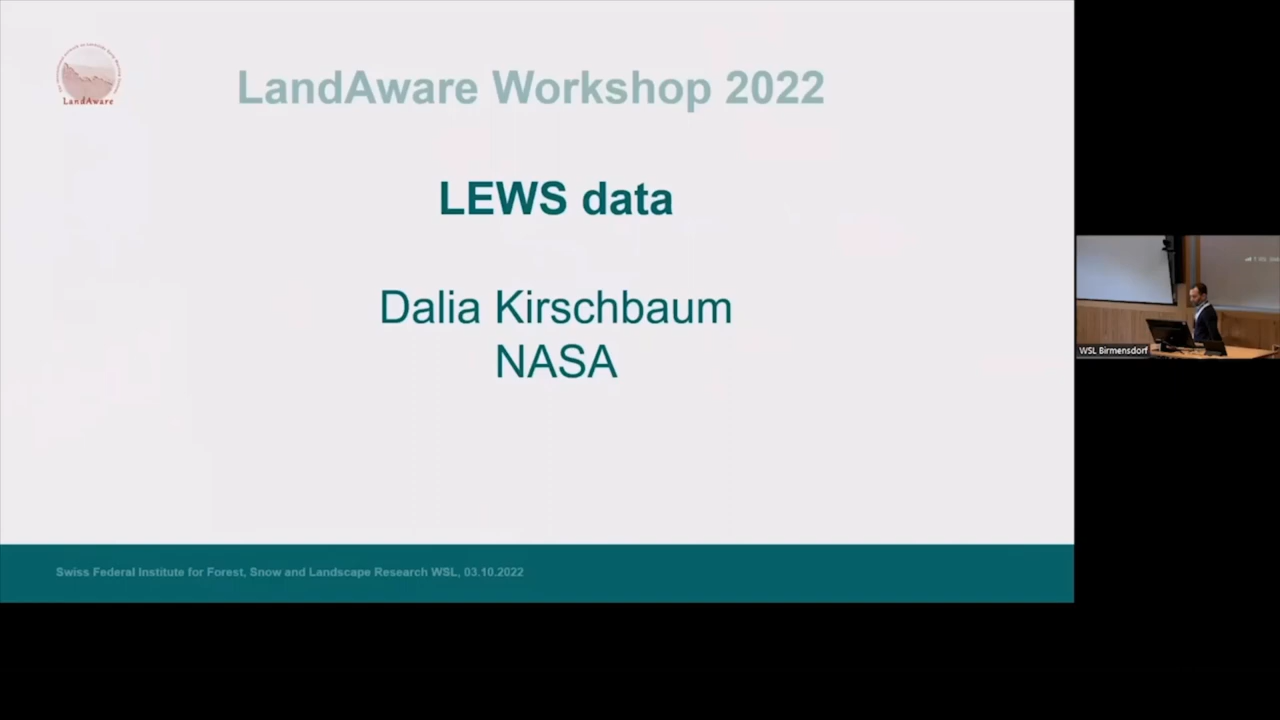 LandAware
LandAware Workshop 2022
LEWS data
Dalia Kirschbaum
NASA
WSL Birmensdorf
Swiss Federal Institute for Forest, Snow and Landscape Research WSL, 03.10.2022